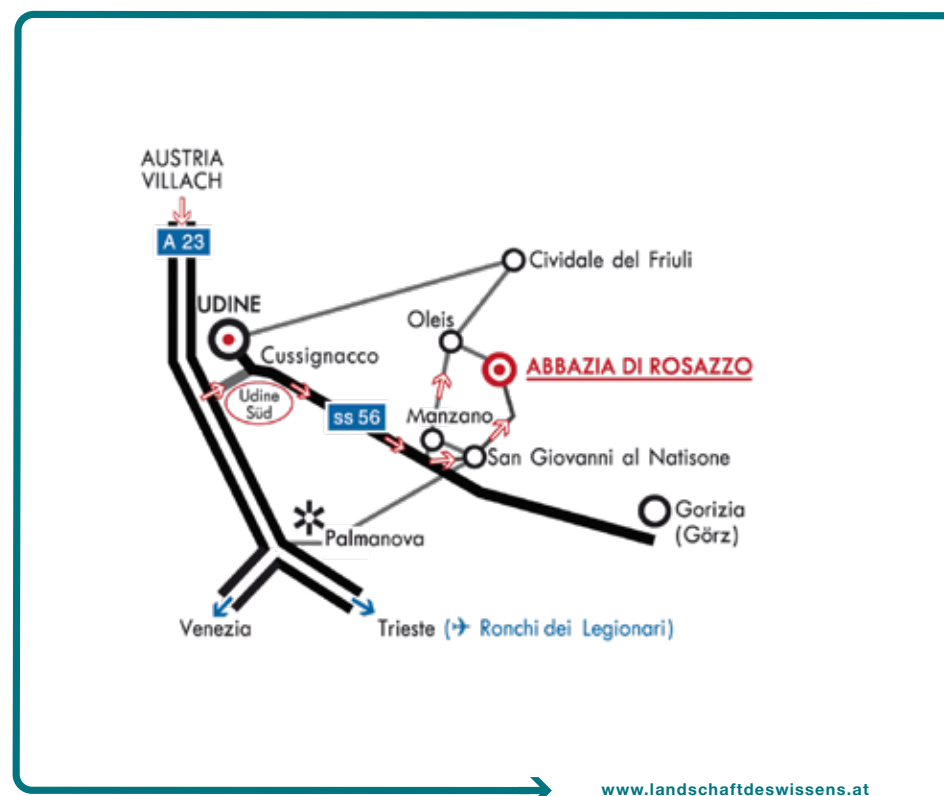 AUSTRIA
VILLACH
A 23
Cividale del Friuli
UDINE
Oleis
Cussignacco
ABBAZIA DI ROSAZZO
Udine
Süd
ss 56
Manzano
San Giovanni al Natisone
Gorizia
(Görz)
Palmanova
Venezia
Trieste (✈ Ronchi dei Legionari)
www.landschaftdeswissens.at